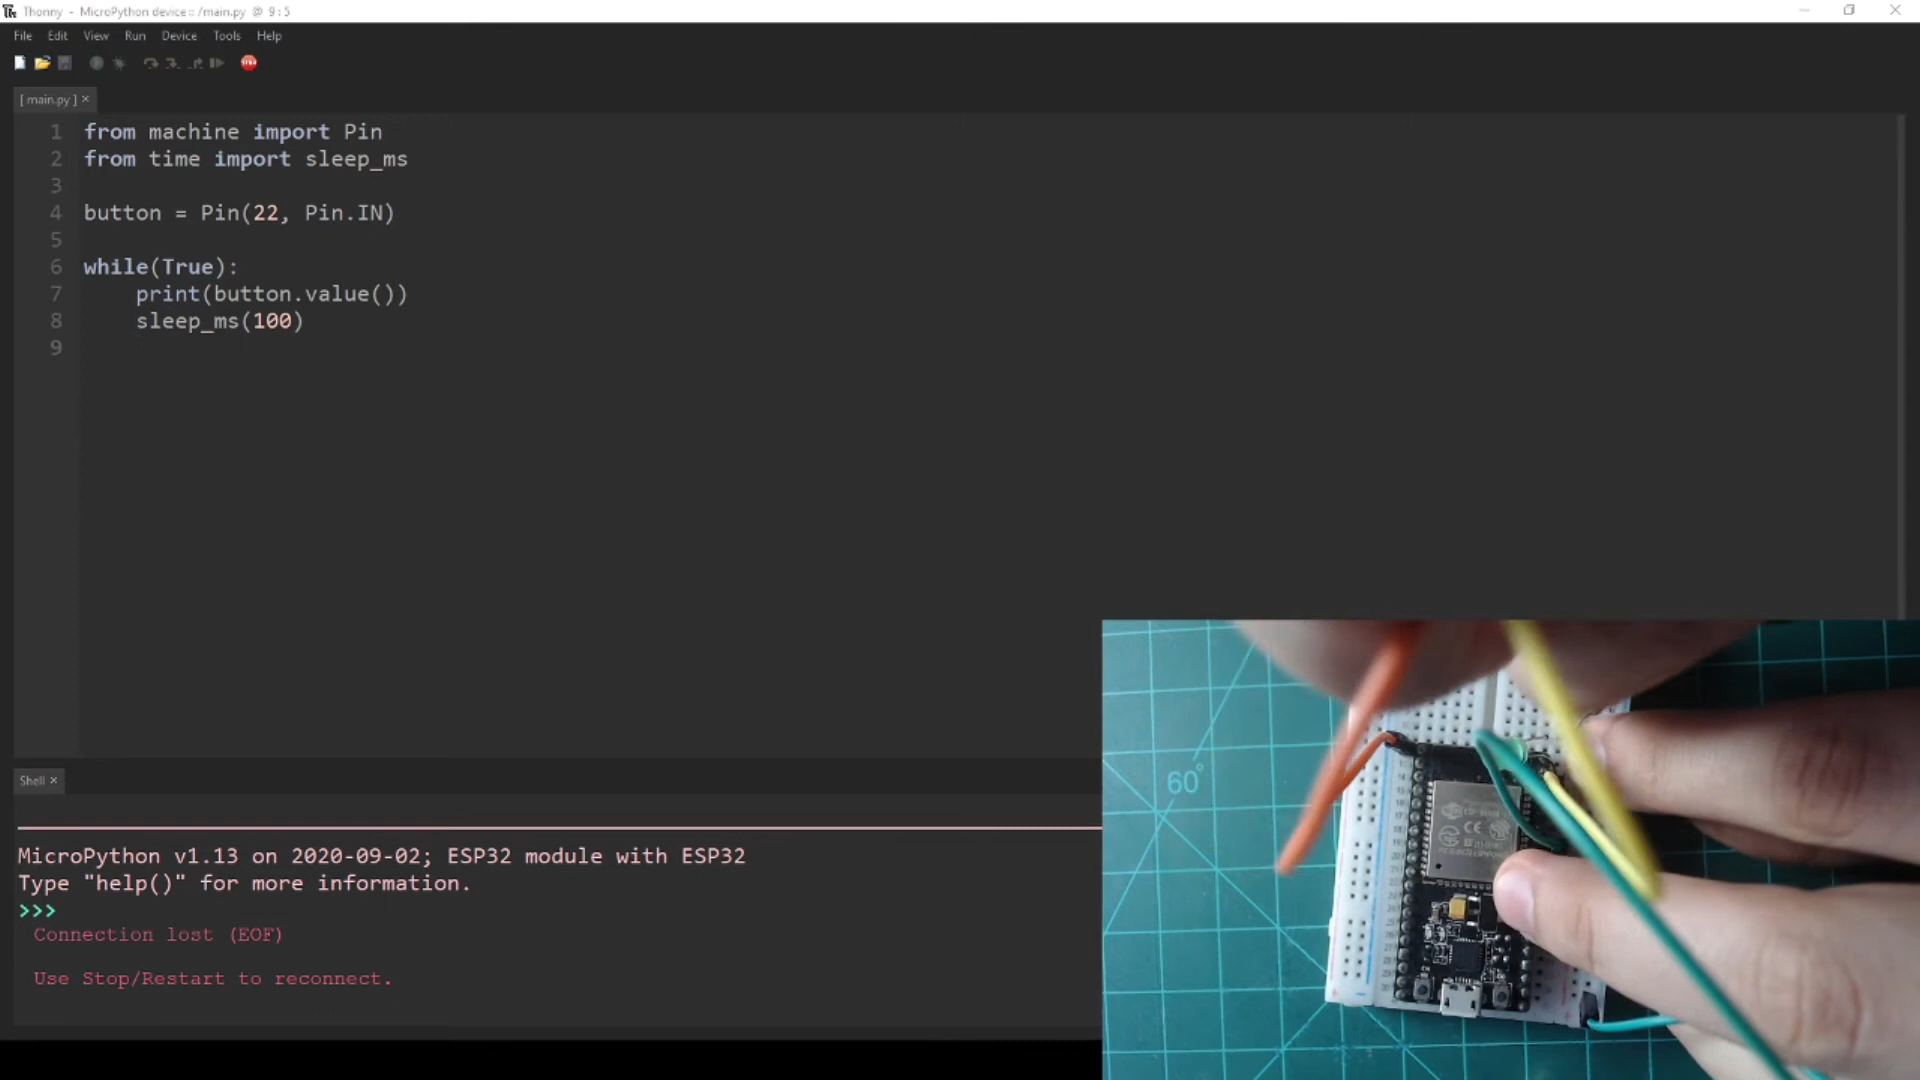 Thonny - MicroPython device :: /main.py @ 9 : 5
File Edit View Run Device Tools Help
STOP
[ main.py ] ×
1 from machine import Pin
2 from time import sleep_ms
3
4 button = Pin(22, Pin.IN)
5
6 while(True):
7 print(button.value())
8 sleep_ms(100)
9
Shell ×
MicroPython v1.13 on 2020-09-02; ESP32 module with ESP32
Type "help()" for more information.
>>>
Connection lost (EOF)
Use Stop/Restart to reconnect.
60°
CE